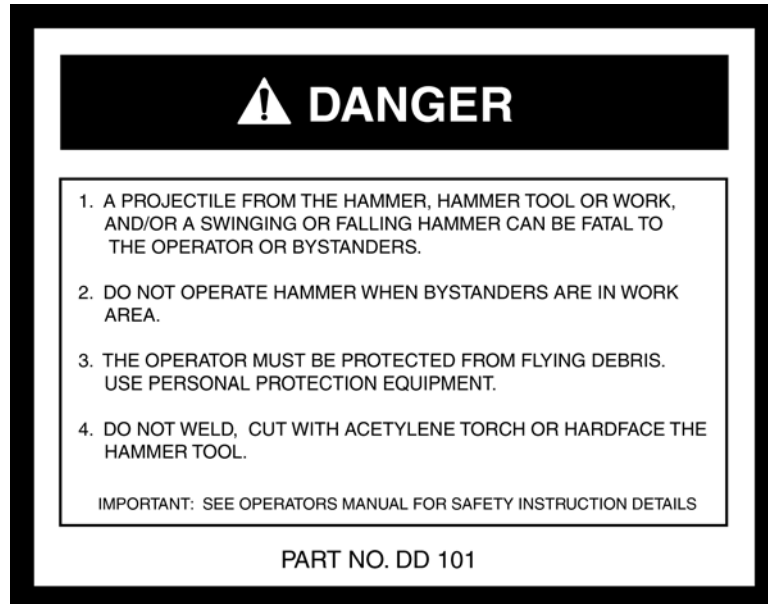 DANGER
1. A PROJECTILE FROM THE HAMMER, HAMMER TOOL OR WORK,
AND/OR A SWINGING OR FALLING HAMMER CAN BE FATAL TO
THE OPERATOR OR BYSTANDERS.
2. DO NOT OPERATE HAMMER WHEN BYSTANDERS ARE IN WORK
AREA.
3. THE OPERATOR MUST BE PROTECTED FROM FLYING DEBRIS.
USE PERSONAL PROTECTION EQUIPMENT.
4. DO NOT WELD, CUT WITH ACETYLENE TORCH OR HARDFACE THE
HAMMER TOOL.
IMPORTANT: SEE OPERATORS MANUAL FOR SAFETY INSTRUCTION DETAILS
PART NO. DD 101